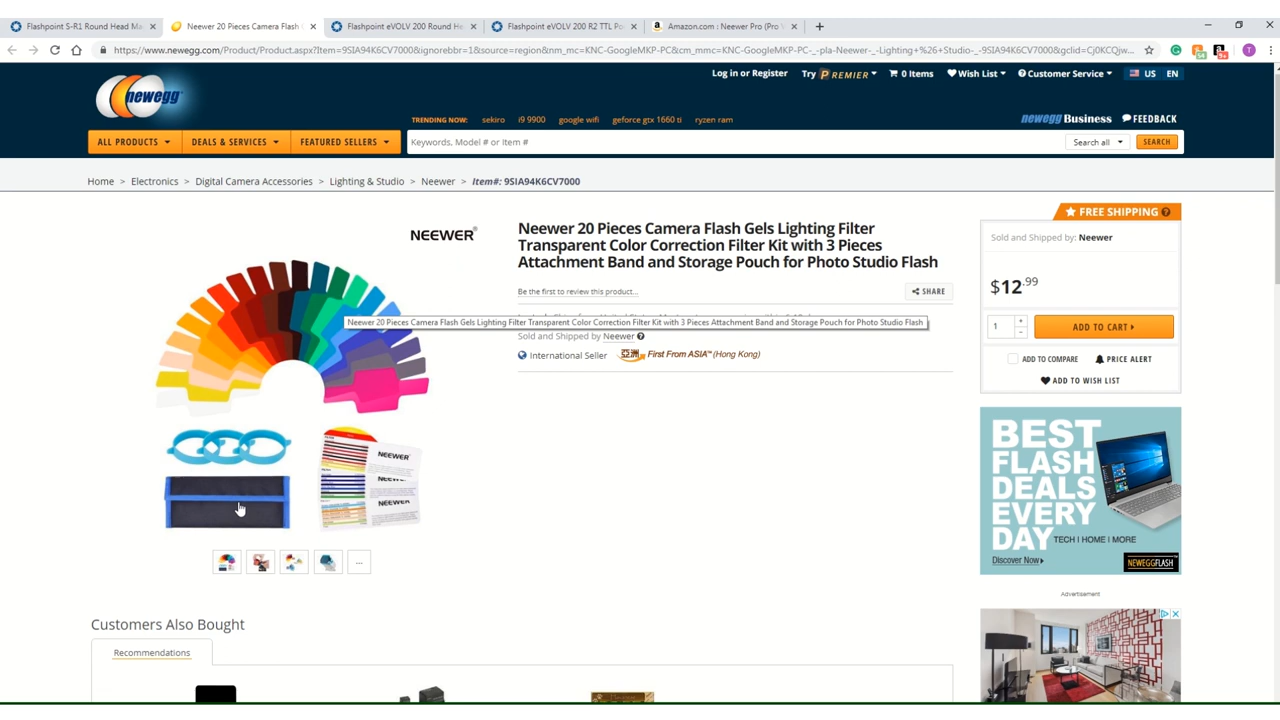 Flashpoint S-R1 Round Head Ma
Neewer 20 Pieces Camera Flash
Flashpoint eVOLV 200 Round He
Flashpoint eVOLV 200 R2 TTL Po
Amazon.com : Neewer Pro (Pro
https://www.newegg.com/Product/Product.aspx?Item=9SIA94K6CV7000&ignorebbr=1&source=region&nm_mc=KNC-GoogleMKP-PC&cm_mmc=KNC-GoogleMKP-PC-_-pla-Neewer-_-Lighting+%26+Studio-_-9SIA94K6CV7000&gclid=Cj0KCQjw...
T
newegg
Log in or Register
Try PREMIER
0 Items
Wish List
Customer Service
US EN
TRENDING NOW: sekiro i9 9900 google wifi geforce gtx 1660 ti ryzen ram
newegg Business
FEEDBACK
ALL PRODUCTS
DEALS & SERVICES
FEATURED SELLERS
Keywords, Model # or Item #
Search all
SEARCH
Home > Electronics > Digital Camera Accessories > Lighting & Studio > Neewer > Item#: 9SIA94K6CV7000
NEEWER
Neewer 20 Pieces Camera Flash Gels Lighting Filter
Transparent Color Correction Filter Kit with 3 Pieces
Attachment Band and Storage Pouch for Photo Studio Flash
Be the first to review this product...
SHARE
Neewer 20 Pieces Camera Flash Gels Lighting Filter Transparent Color Correction Filter Kit with 3 Pieces Attachment Band and Storage Pouch for Photo Studio Flash
Sold and Shipped by Neewer
International Seller
亞洲 First From ASIA™ (Hong Kong)
NEEWER
NEEWER
NEEWER
...
FREE SHIPPING
Sold and Shipped by: Neewer
$12.99
1
ADD TO CART
ADD TO COMPARE
PRICE ALERT
ADD TO WISH LIST
BEST
FLASH
DEALS
EVERY
DAY
TECH | HOME | MORE
Discover Now
NEWEGGFLASH
Advertisement
Customers Also Bought
Recommendations